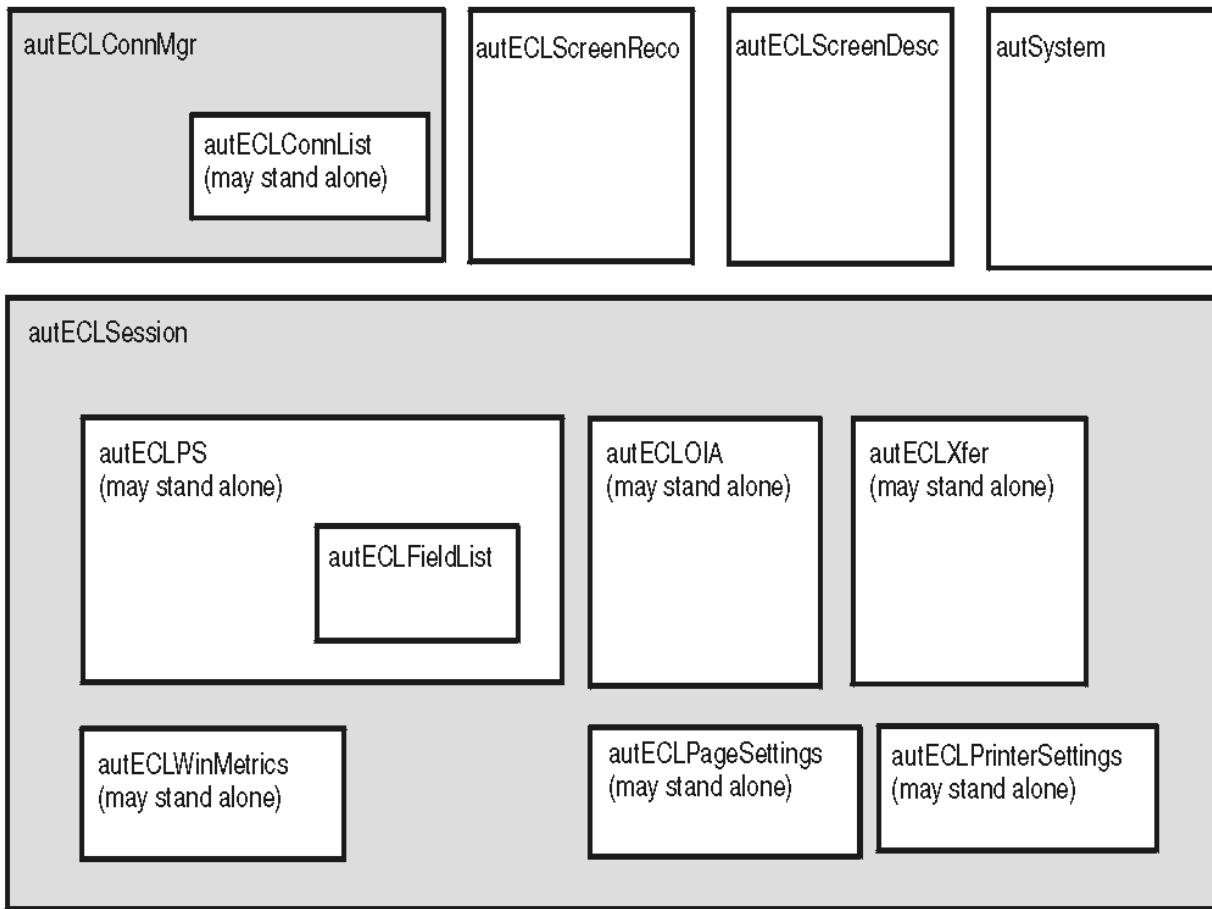 autECLConnMgr
autECLConnList
(may stand alone)
autECLScreenReco
autECLScreenDesc
autSystem
autECLSession
autECLPS
(may stand alone)
autECLFieldList
autECLOIA
(may stand alone)
autECLXfer
(may stand alone)
autECLWinMetrics
(may stand alone)
autECLPageSettings
(may stand alone)
autECLPrinterSettings
(may stand alone)